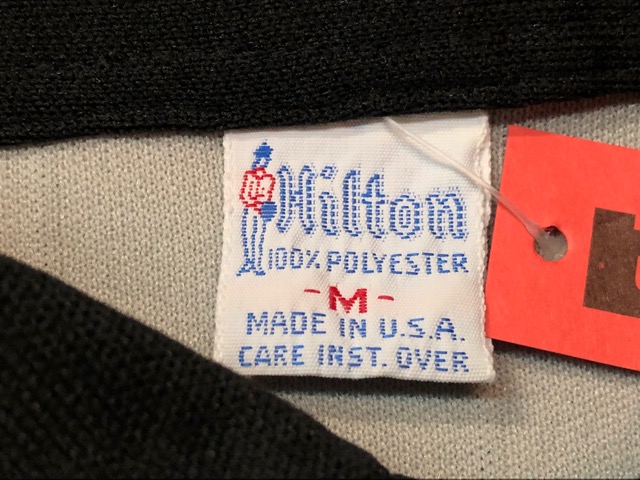 Hilton
100% POLYESTER
- M -
MADE IN U.S.A.
CARE INST. OVER